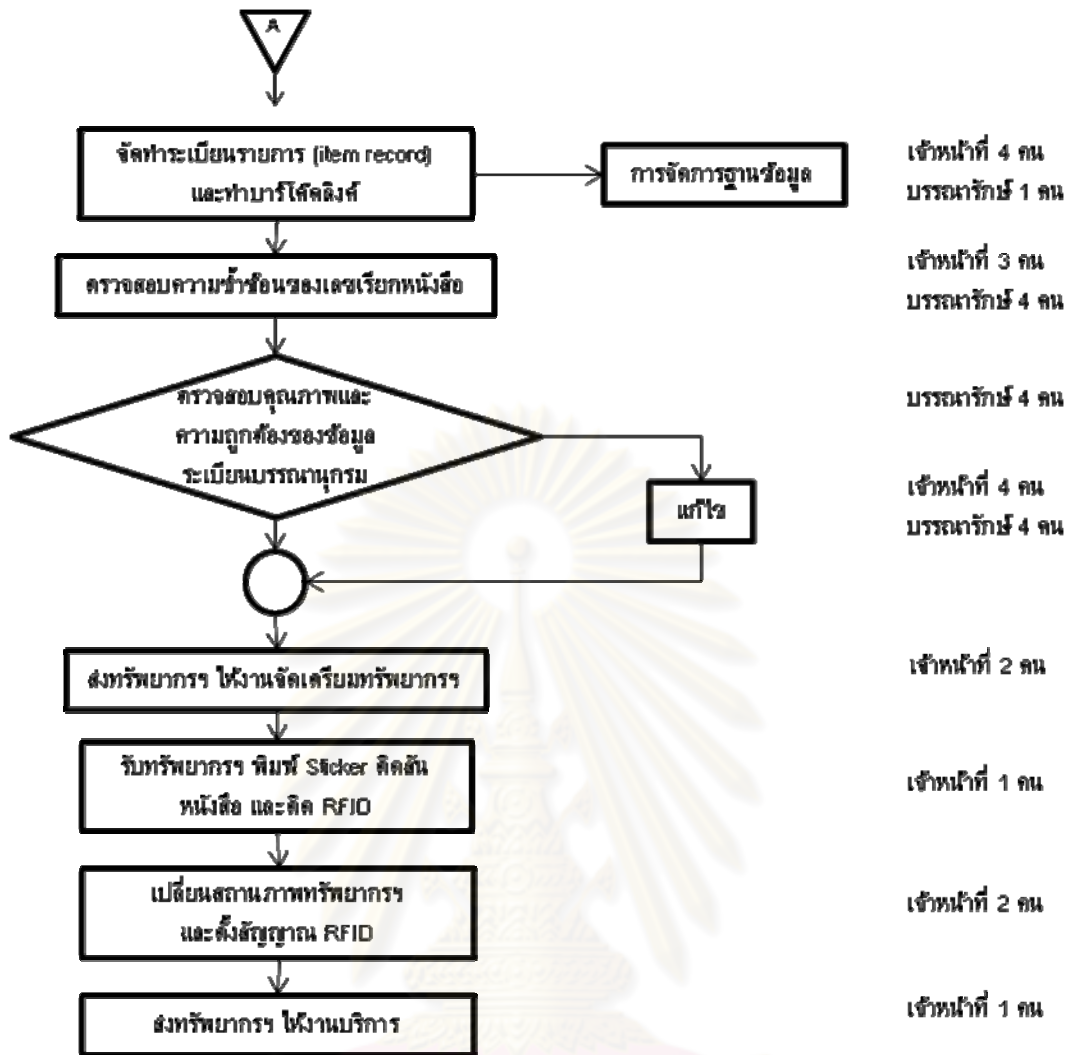 A
จัดทำระเบียนรายการ (item record)
และทำบาร์โค้ดลิงค์
การจัดการฐานข้อมูล
เจ้าหน้าที่ 4 คน
บรรณารักษ์ 1 คน
ตรวจสอบความซ้ำซ้อนของเลขเรียกหนังสือ
เจ้าหน้าที่ 3 คน
บรรณารักษ์ 4 คน
ตรวจสอบคุณภาพและ
ความถูกต้องของข้อมูล
ระเบียนบรรณานุกรม
บรรณารักษ์ 4 คน
แก้ไข
เจ้าหน้าที่ 4 คน
บรรณารักษ์ 4 คน
ส่งทรัพยากรฯ ให้งานจัดเตรียมทรัพยากรฯ
เจ้าหน้าที่ 2 คน
รับทรัพยากรฯ พิมพ์ Sticker ติดสัน
หนังสือ และติด RFID
เจ้าหน้าที่ 1 คน
เปลี่ยนสถานภาพทรัพยากรฯ
และตั้งสัญญาณ RFID
เจ้าหน้าที่ 2 คน
ส่งทรัพยากรฯ ให้งานบริการ
เจ้าหน้าที่ 1 คน